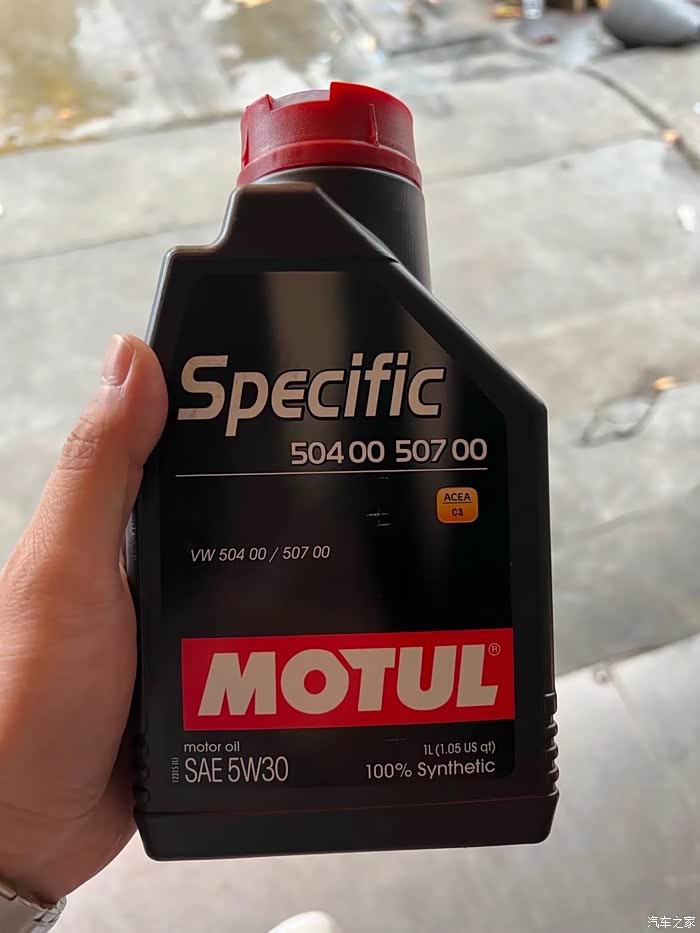 Specific
504 00 507 00
ACEA
C3
VW 504 00 / 507 00
MOTUL®
motor oil
SAE 5W30
1L (1.05 US qt)
100% Synthetic
汽车之家